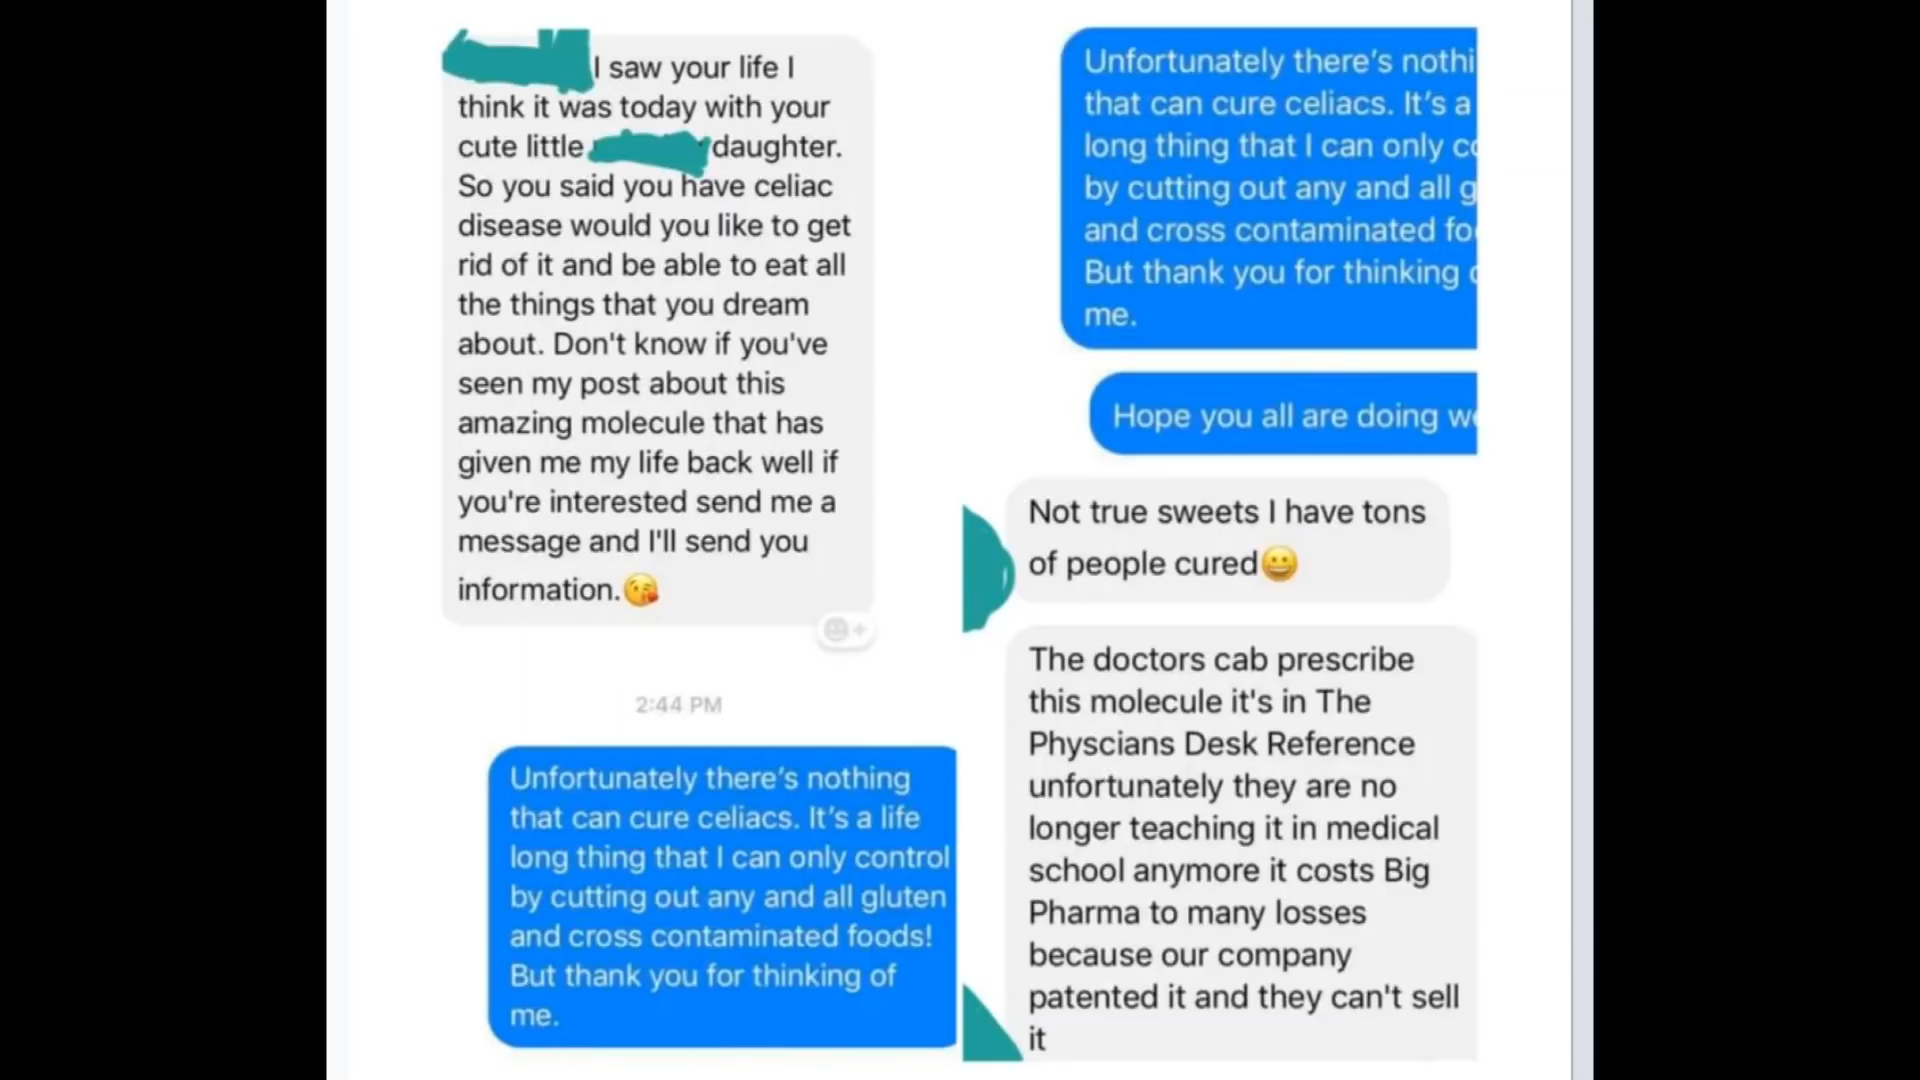 I saw your life I
think it was today with your
cute little daughter.
So you said you have celiac
disease would you like to get
rid of it and be able to eat all
the things that you dream
about. Don't know if you've
seen my post about this
amazing molecule that has
given me my life back well if
you're interested send me a
message and I'll send you
information.😘
2:44 PM
Unfortunately there's nothing
that can cure celiacs. It's a life
long thing that I can only control
by cutting out any and all gluten
and cross contaminated foods!
But thank you for thinking of
me.
Unfortunately there's
that can cure celiacs. It's a
long thing that I can only
by cutting out any and all
and cross contaminated
But thank you for thinking
me.
Hope you all are doing
Not true sweets I have tons
of people cured😀
The doctors cab prescribe
this molecule it's in The
Physcians Desk Reference
unfortunately they are no
longer teaching it in medical
school anymore it costs Big
Pharma to many losses
because our company
patented it and they can't sell
it